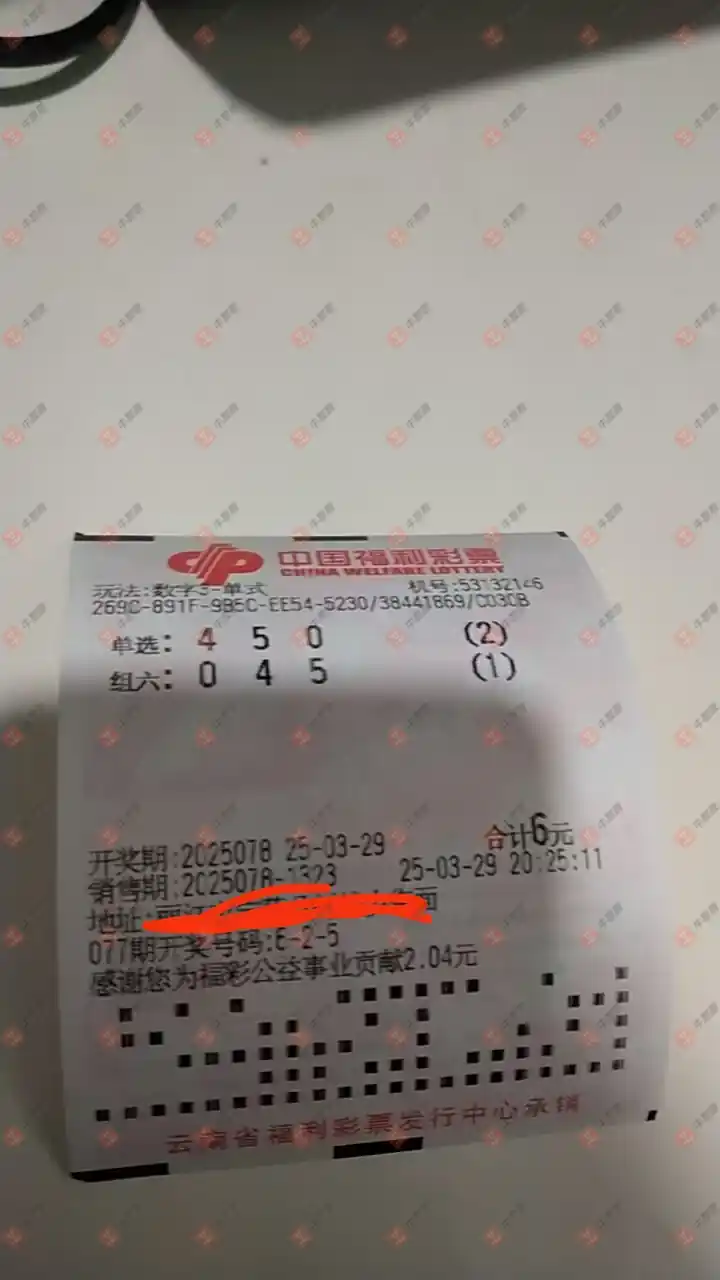 中国福利彩票
CHINA WELFARE LOTTERY
玩法:数字3-单式
机号:53132146
269C-891F-9B5C-EE54-5230/38441869/C030B
单选: 4 5 0 (2)
组六: 0 4 5 (1)
合计6元
开奖期:2025078 25-03-29
销售期:2025078-1323 25-03-29 20:25:11
地址:
077期开奖号码:6-2-5
感谢您为福彩公益事业贡献2.04元
云南省福利彩票发行中心承销